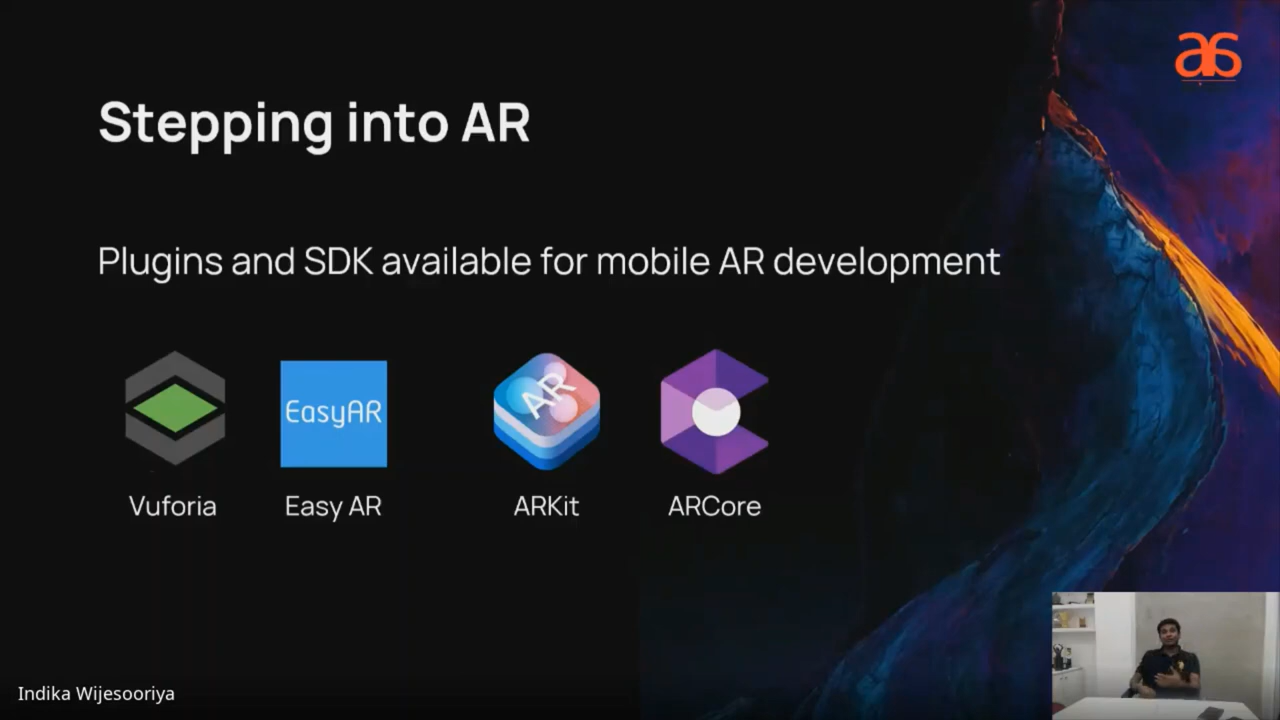 Stepping into AR
Plugins and SDK available for mobile AR development
EasyAR
AR
Vuforia
Easy AR
ARKit
ARCore
Indika Wijesooriya